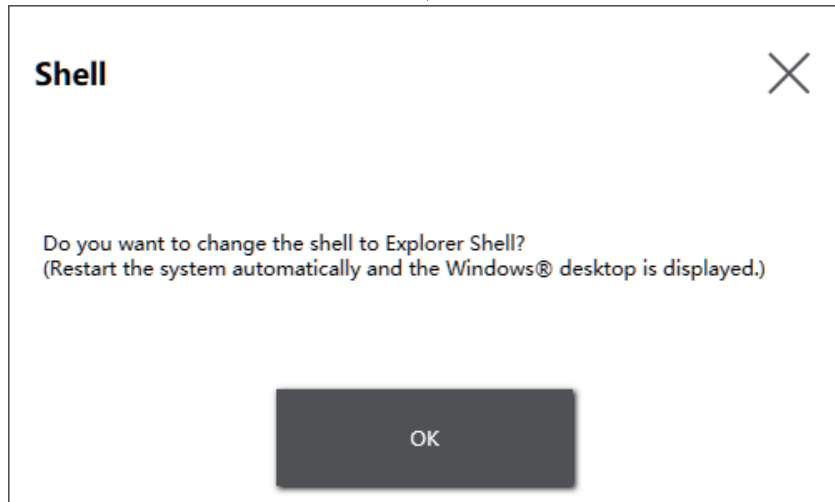 Shell
Do you want to change the shell to Explorer Shell?
(Restart the system automatically and the Windows® desktop is displayed.)
OK